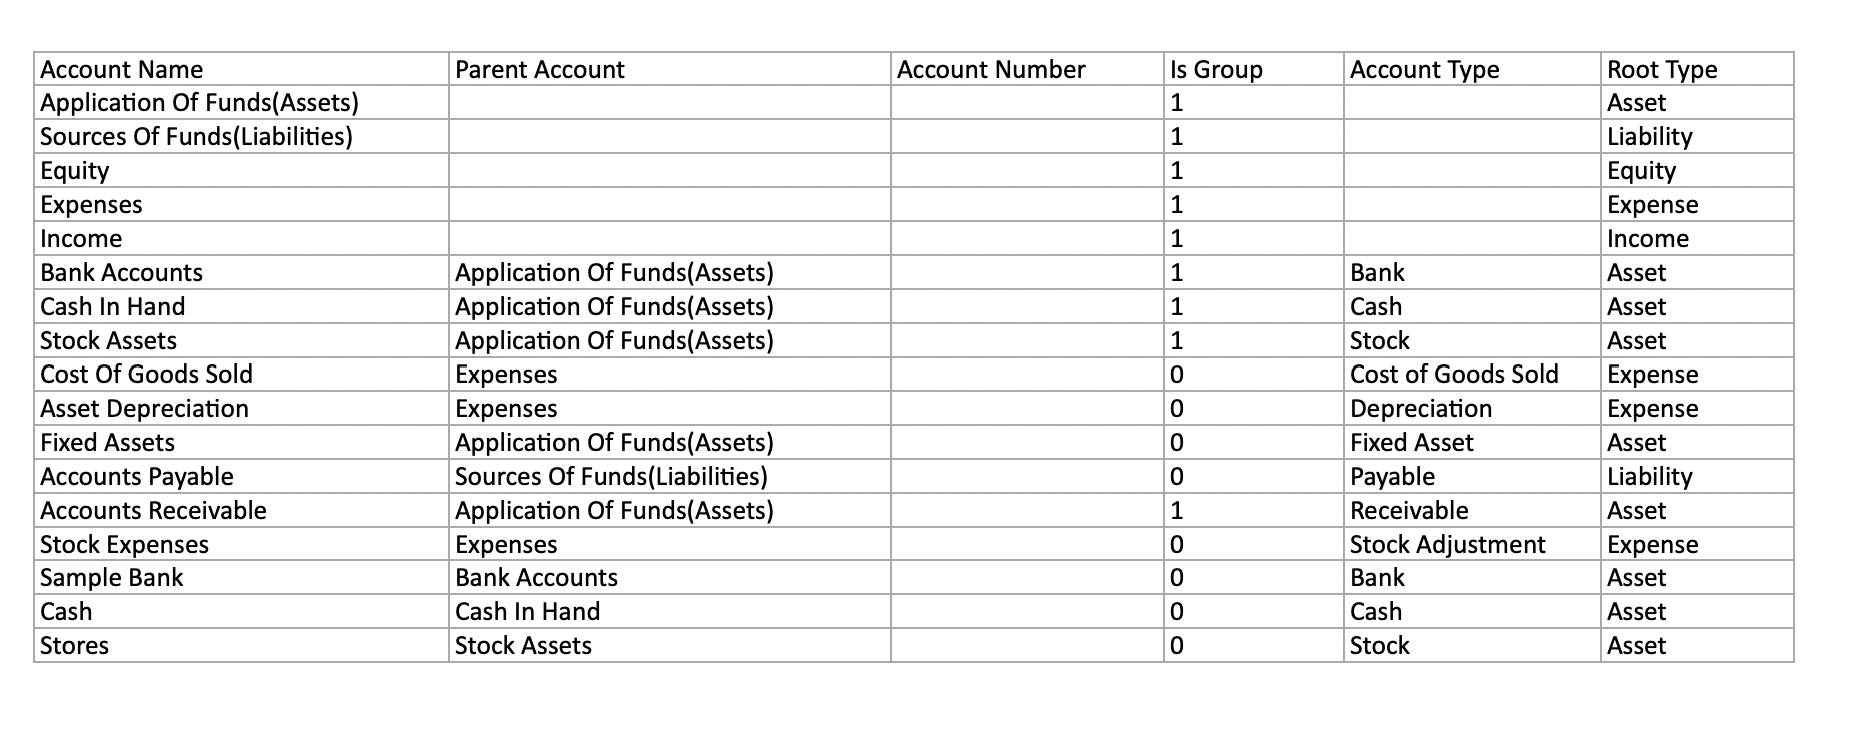 Account Name Parent Account Account Number Is Group Account Type Root Type
Application Of Funds(Assets) 1 Asset
Sources Of Funds(Liabilities) 1 Liability
Equity 1 Equity
Expenses 1 Expense
Income 1 Income
Bank Accounts Application Of Funds(Assets) 1 Bank Asset
Cash In Hand Application Of Funds(Assets) 1 Cash Asset
Stock Assets Application Of Funds(Assets) 1 Stock Asset
Cost Of Goods Sold Expenses 0 Cost of Goods Sold Expense
Asset Depreciation Expenses 0 Depreciation Expense
Fixed Assets Application Of Funds(Assets) 0 Fixed Asset Asset
Accounts Payable Sources Of Funds(Liabilities) 0 Payable Liability
Accounts Receivable Application Of Funds(Assets) 1 Receivable Asset
Stock Expenses Expenses 0 Stock Adjustment Expense
Sample Bank Bank Accounts 0 Bank Asset
Cash Cash In Hand 0 Cash Asset
Stores Stock Assets 0 Stock Asset